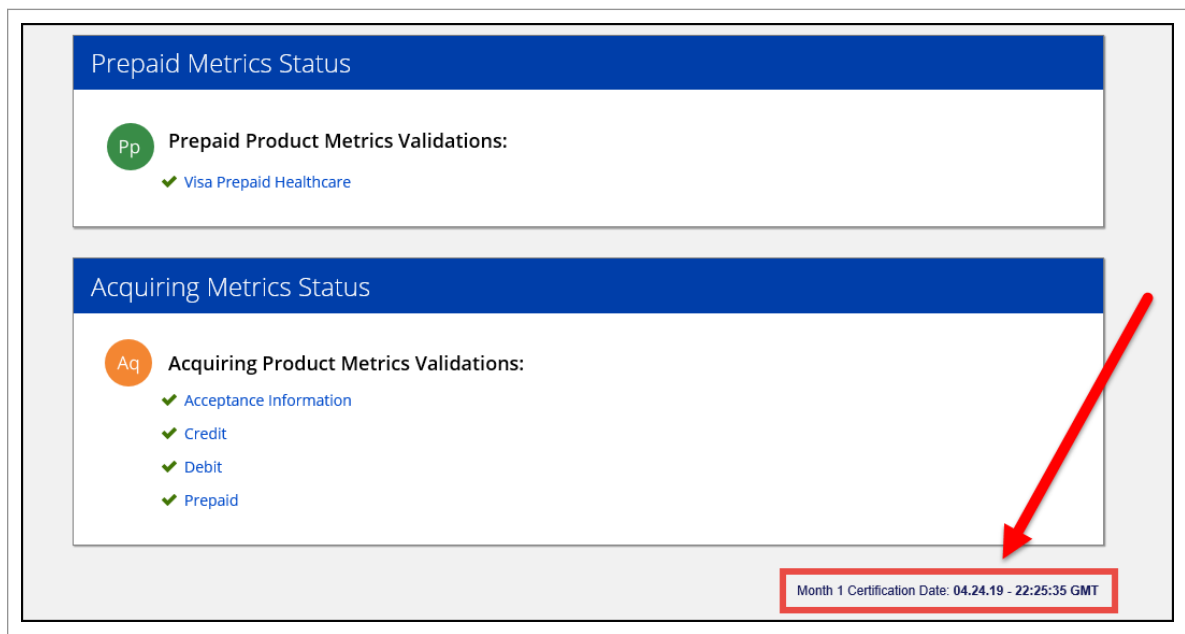 Prepaid Metrics Status
Pp
Prepaid Product Metrics Validations:
Visa Prepaid Healthcare
Acquiring Metrics Status
Aq
Acquiring Product Metrics Validations:
Acceptance Information
Credit
Debit
Prepaid
Month 1 Certification Date: 04.24.19 - 22:25:35 GMT